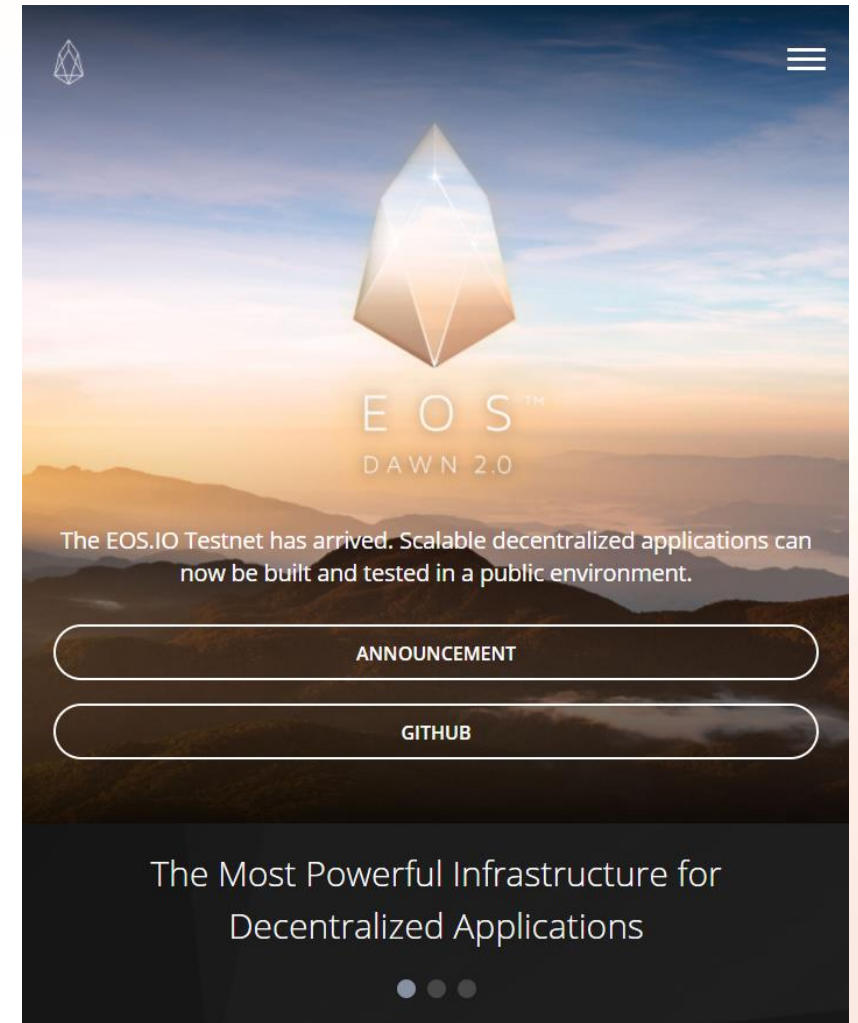 EOS™
DAWN 2.0
The EOS.IO Testnet has arrived. Scalable decentralized applications can
now be built and tested in a public environment.
ANNOUNCEMENT
GITHUB
The Most Powerful Infrastructure for
Decentralized Applications